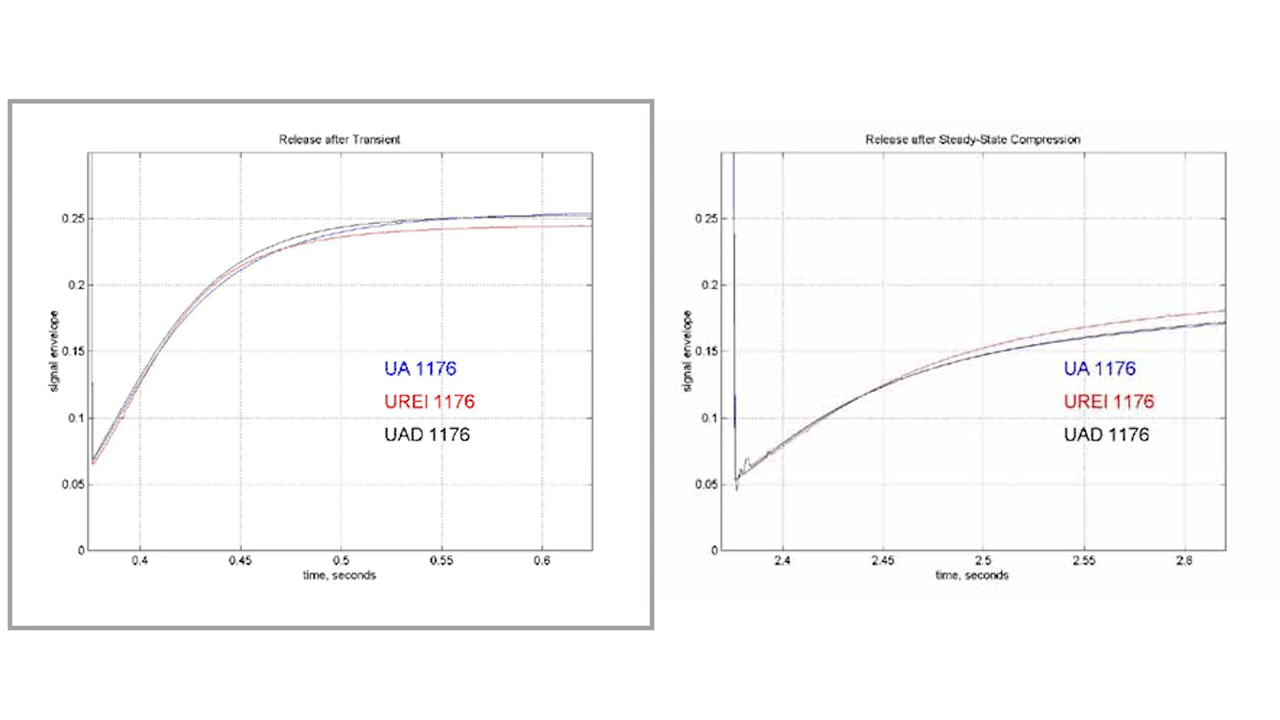 Release after Transient
0.25
0.2
0.15
0.1
0.05
0
signal envelope
UA 1176
UREI 1176
UAD 1176
0.4 0.45 0.5 0.55 0.6
time, seconds
Release after Steady-State Compression
0.25
0.2
0.15
0.1
0.05
0
signal envelope
UA 1176
UREI 1176
UAD 1176
2.4 2.45 2.5 2.55 2.6
time, seconds